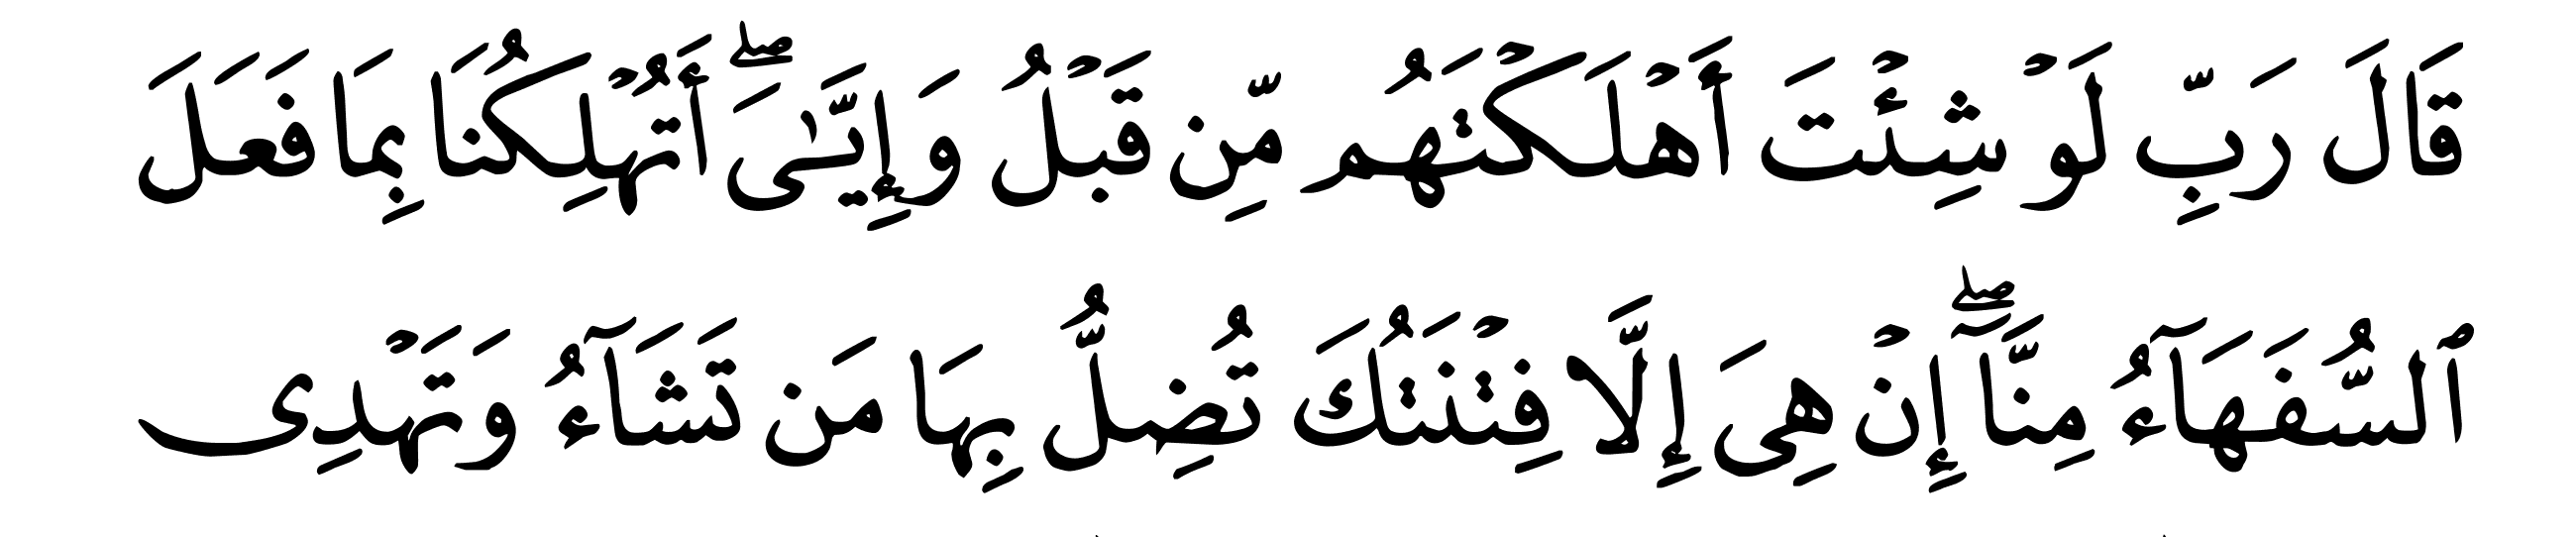 قَالَ رَبِّ لَوْ شِئْتَ أَهْلَكْتَهُم مِّن قَبْلُ وَإِيَّـٰىَ ۖ أَتُهْلِكُنَا بِمَا فَعَلَ
ٱلسُّفَهَآءُ مِنَّآ ۖ إِنْ هِىَ إِلَّا فِتْنَتُكَ تُضِلُّ بِهَا مَن تَشَآءُ وَتَهْدِى